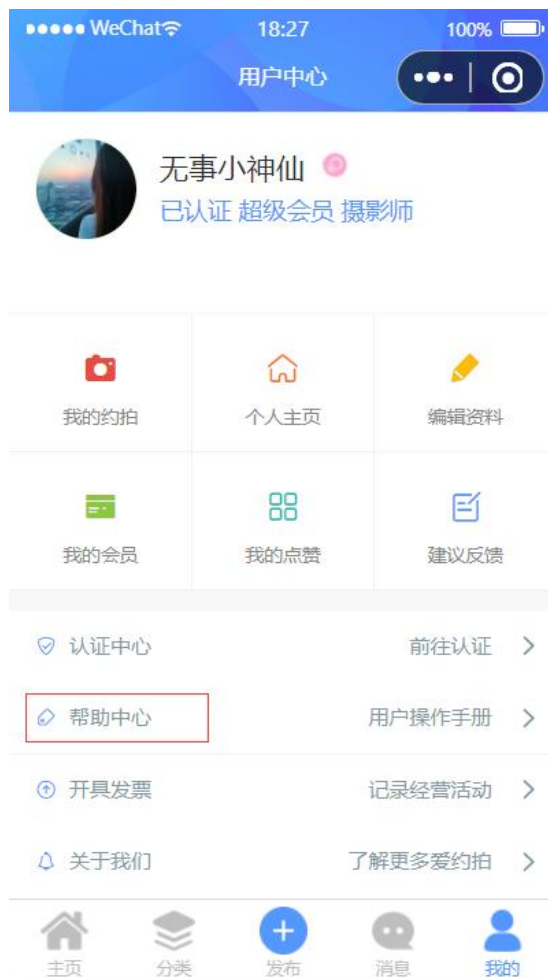 WeChat 18:27 100%
用户中心
无事小神仙
已认证 超级会员 摄影师
我的约拍 个人主页 编辑资料
我的会员 我的点赞 建议反馈
认证中心 前往认证
帮助中心 用户操作手册
开具发票 记录经营活动
关于我们 了解更多爱约拍
主页 分类 发布 消息 我的